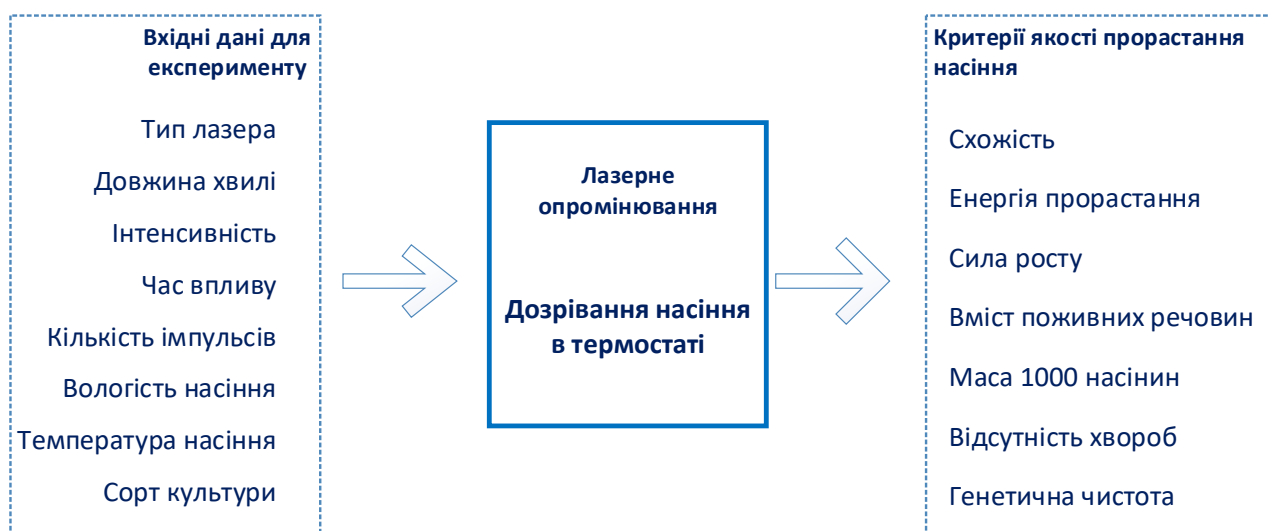 Вхідні дані для
експерименту
Тип лазера
Довжина хвилі
Інтенсивність
Час впливу
Кількість імпульсів
Вологість насіння
Температура насіння
Сорт культури
Лазерне
опромінювання
Дозрівання насіння
в термостаті
Критерії якості проростання
насіння
Схожість
Енергія проростання
Сила росту
Вміст поживних речовин
Маса 1000 насінин
Відсутність хвороб
Генетична чистота